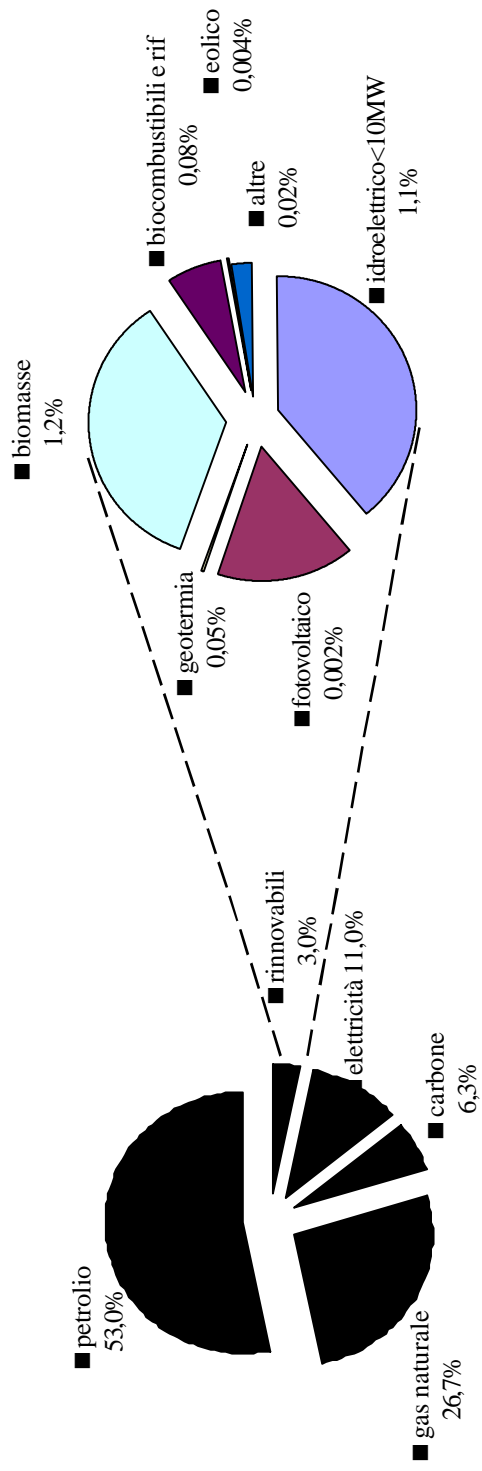 petrolio
53,0%
rinnovabili
3,0%
elettricità 11,0%
carbone
6,3%
gas naturale
26,7%
biomasse
1,2%
biocombustibili e rif
0,08%
eolico
0,004%
altre
0,02%
idroelettrico<10MW
1,1%
fotovoltaico
0,002%
geotermia
0,05%